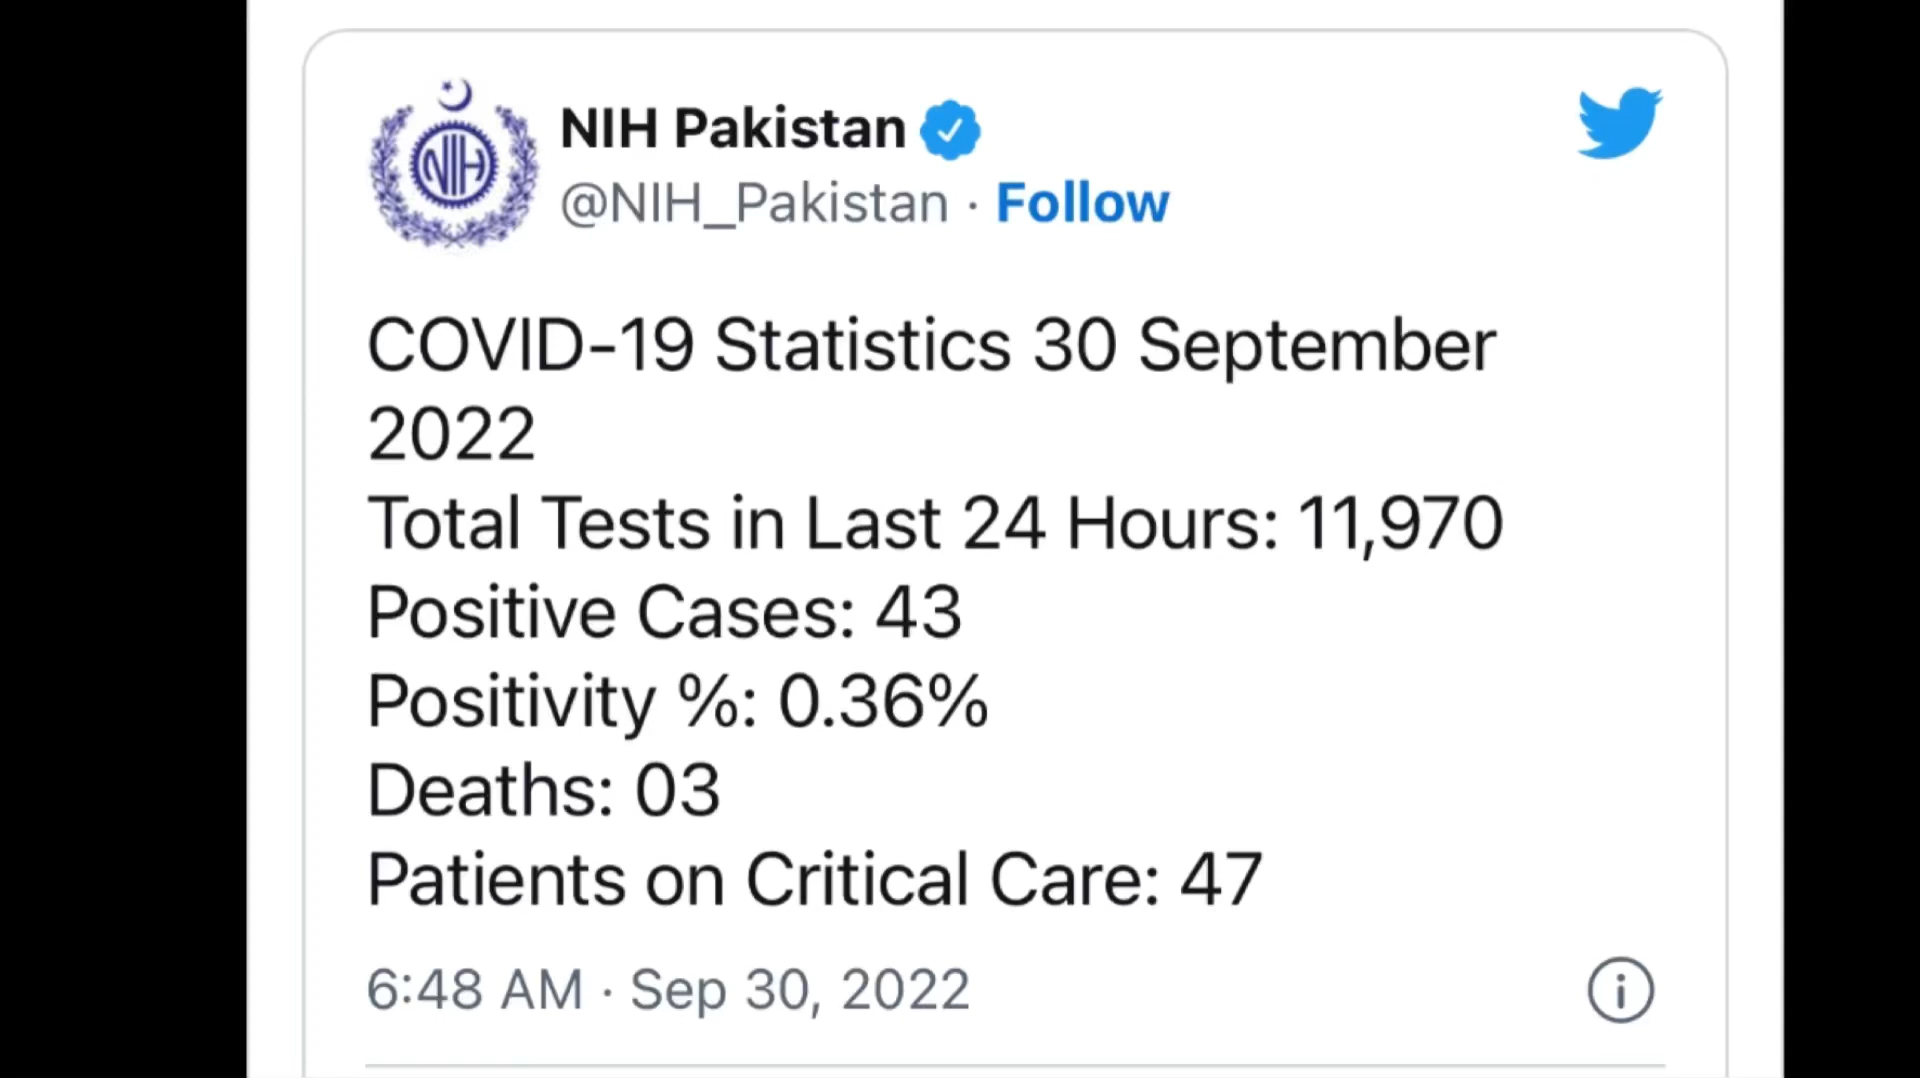 NIH
NIH Pakistan
@NIH_Pakistan · Follow
COVID-19 Statistics 30 September
2022
Total Tests in Last 24 Hours: 11,970
Positive Cases: 43
Positivity %: 0.36%
Deaths: 03
Patients on Critical Care: 47
6:48 AM · Sep 30, 2022